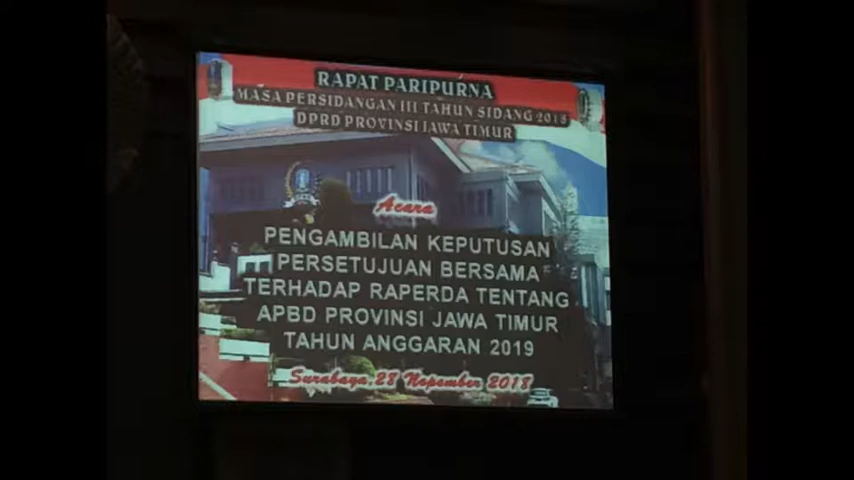 RAPAT PARIPURNA
MASA PERSIDANGAN III TAHUN SIDANG 2018
DPRD PROVINSI JAWA TIMUR
Acara
PENGAMBILAN KEPUTUSAN
PERSETUJUAN BERSAMA
TERHADAP RAPERDA TENTANG
APBD PROVINSI JAWA TIMUR
TAHUN ANGGARAN 2019
Surabaya, 28 Nopember 2018